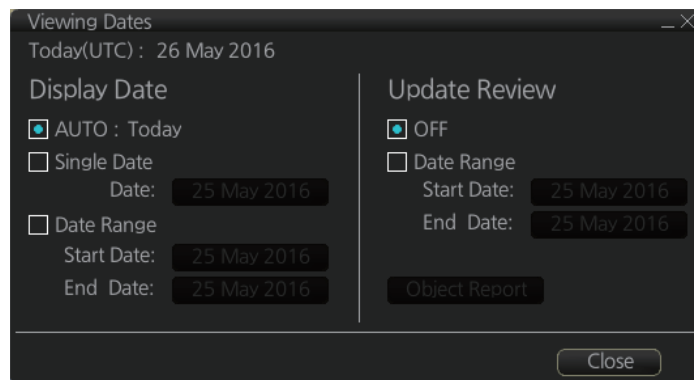 Viewing Dates
Today(UTC) : 26 May 2016
Display Date
AUTO : Today
Single Date
Date: 25 May 2016
Date Range
Start Date: 25 May 2016
End Date: 25 May 2016
Update Review
OFF
Date Range
Start Date: 25 May 2016
End Date: 25 May 2016
Object Report
Close